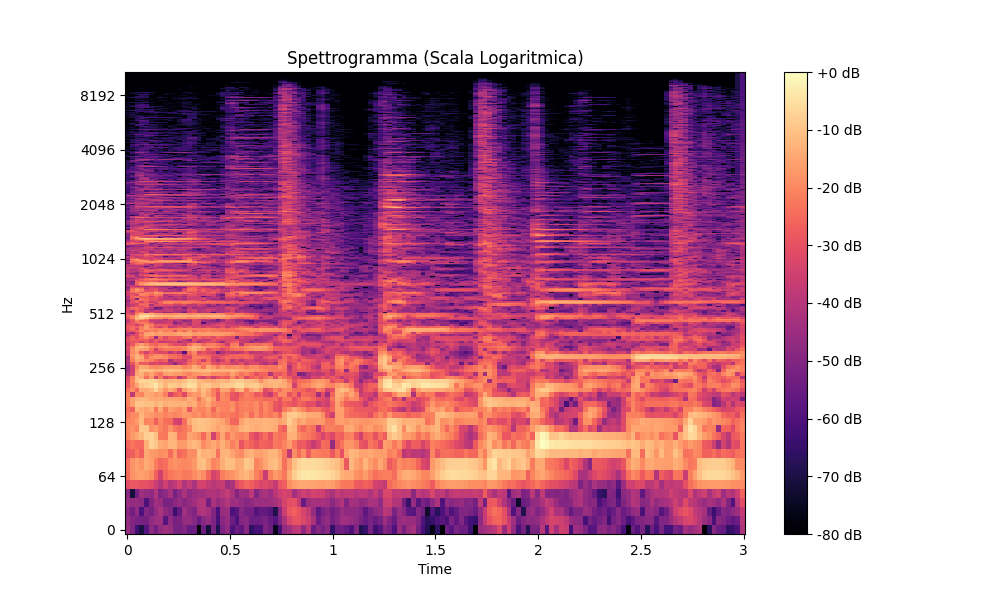 Spettrogramma (Scala Logaritmica)
Hz
8192
4096
2048
1024
512
256
128
64
0
0
0.5
1
1.5
2
2.5
3
Time
+0 dB
-10 dB
-20 dB
-30 dB
-40 dB
-50 dB
-60 dB
-70 dB
-80 dB